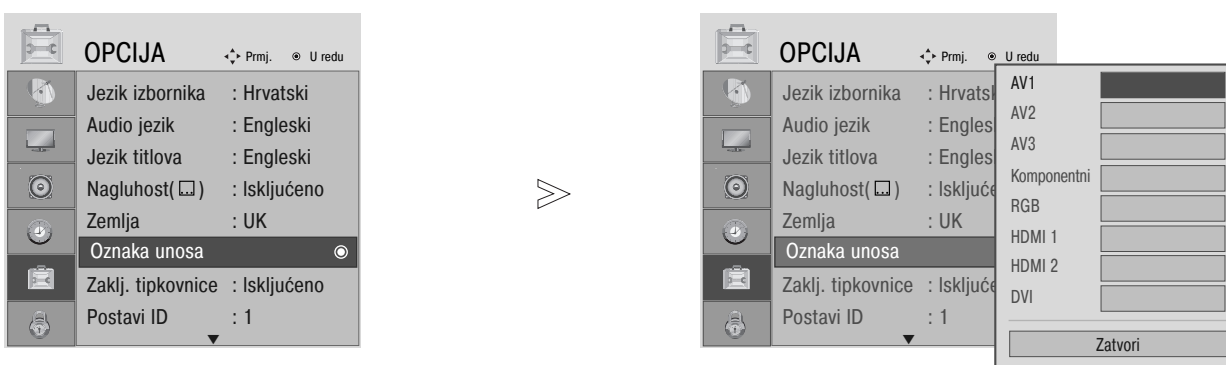 OPCIJA Prmj. U redu
Jezik izbornika : Hrvatski
Audio jezik : Engleski
Jezik titlova : Engleski
Nagluhost( ) : Isključeno
Zemlja : UK
Oznaka unosa
Zaklj. tipkovnice : Isključeno
Postavi ID : 1
OPCIJA Prmj. U redu
Jezik izbornika : Hrvatsk
Audio jezik : Engles
Jezik titlova : Engles
Nagluhost( ) : Isključe
Zemlja : UK
Oznaka unosa
Zaklj. tipkovnice : Isključe
Postavi ID : 1
AV1
AV2
AV3
Komponentni
RGB
HDMI 1
HDMI 2
DVI
Zatvori